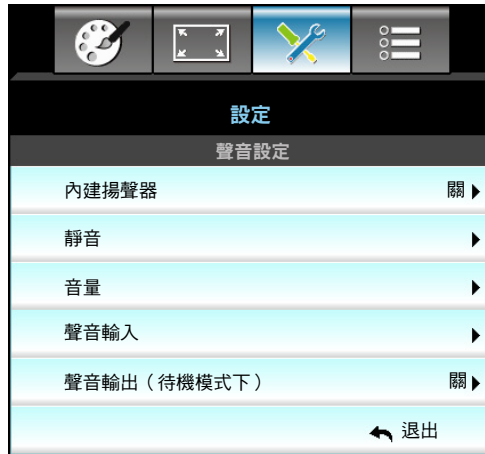 設定
聲音設定
內建揚聲器 關
靜音
音量
聲音輸入
聲音輸出（待機模式下） 關
退出